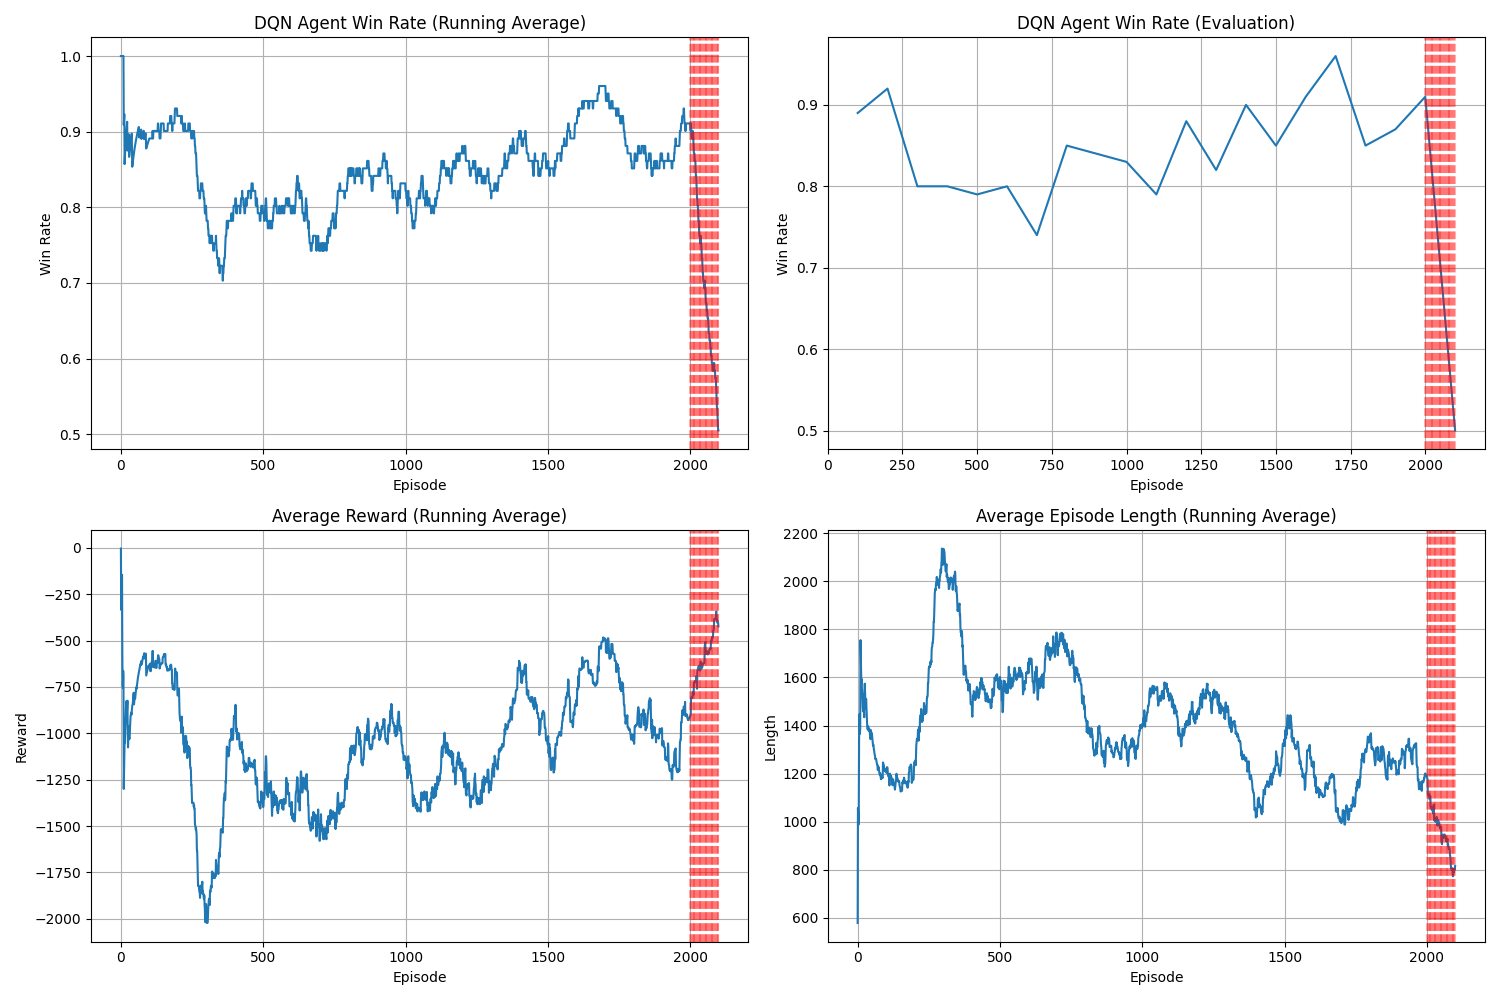 DQN Agent Win Rate (Running Average)
Win Rate
1.0
0.9
0.8
0.7
0.6
0.5
0 500 1000 1500 2000
Episode
DQN Agent Win Rate (Evaluation)
Win Rate
0.9
0.8
0.7
0.6
0.5
0 250 500 750 1000 1250 1500 1750 2000
Episode
Average Reward (Running Average)
Reward
0
−250
−500
−750
−1000
−1250
−1500
−1750
−2000
0 500 1000 1500 2000
Episode
Average Episode Length (Running Average)
Length
2200
2000
1800
1600
1400
1200
1000
800
600
0 500 1000 1500 2000
Episode